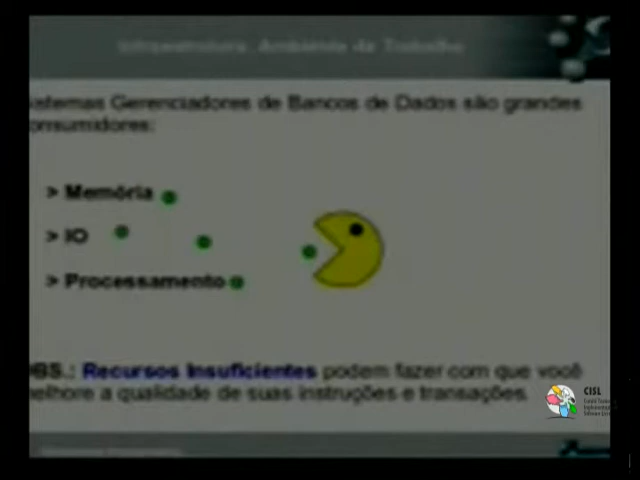 Infraestrutura: Ambiente de Trabalho
istemas Gerenciadores de Bancos de Dados são grandes
onsumidores:
> Memória
> IO
> Processamento
BS.: Recursos Insuficientes podem fazer com que você
elhore a qualidade de suas instruções e transações.
CISL